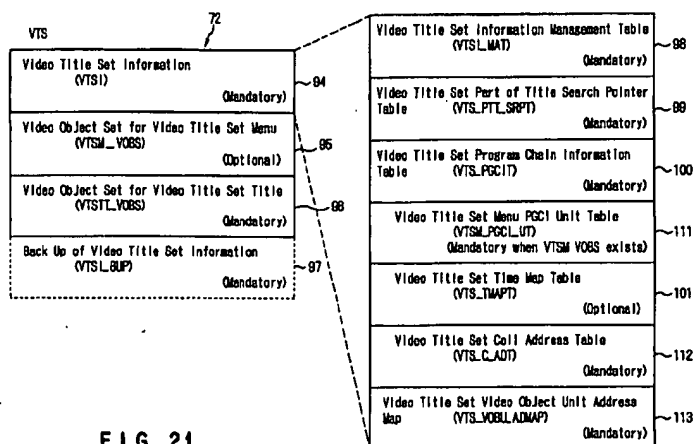 VTS
72
Video Title Set Information
(VTSI)
(Mandatory)
94
Video Object Set for Video Title Set Menu
(VTSM_VOBS)
(Optional)
95
Video Object Set for Video Title Set Title
(VTSTT_VOBS)
(Mandatory)
96
Back Up of Video Title Set Information
(VTSI_BUP)
(Mandatory)
97
Video Title Set Information Management Table
(VTSI_MAT)
(Mandatory)
98
Video Title Set Part of Title Search Pointer
Table (VTS_PTT_SRPT)
(Mandatory)
99
Video Title Set Program Chain Information
Table (VTS_PGCIT)
(Mandatory)
100
Video Title Set Menu PGCI Unit Table
(VTSM_PGCI_UT)
(Mandatory when VTSM VOBS exists)
111
Video Title Set Time Map Table
(VTS_TMAPT)
(Optional)
101
Video Title Set Cell Address Table
(VTS_C_ADT)
(Mandatory)
112
Video Title Set Video Object Unit Address
Map (VTS_VOBU_ADMAP)
(Mandatory)
113
FIG. 21